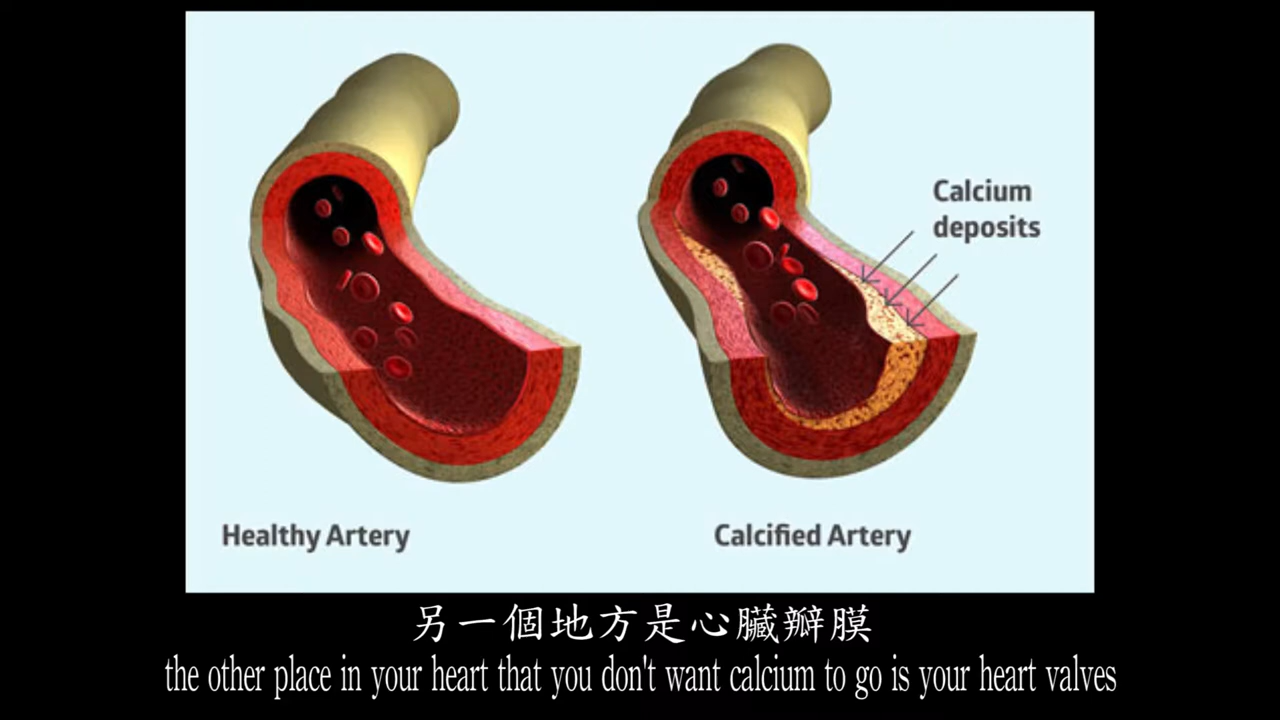 Calcium
deposits
Healthy Artery
Calcified Artery
另一個地方是心臟瓣膜
the other place in your heart that you don't want calcium to go is your heart valves